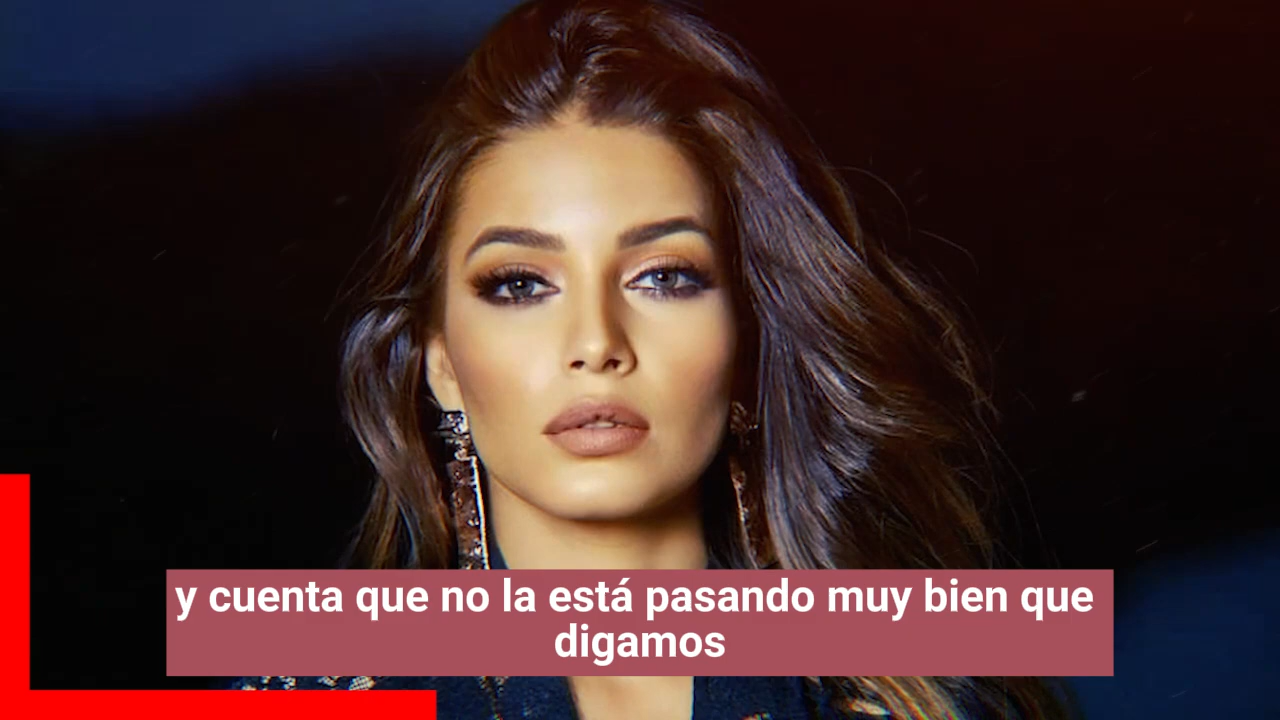 y cuenta que no la está pasando muy bien que
digamos